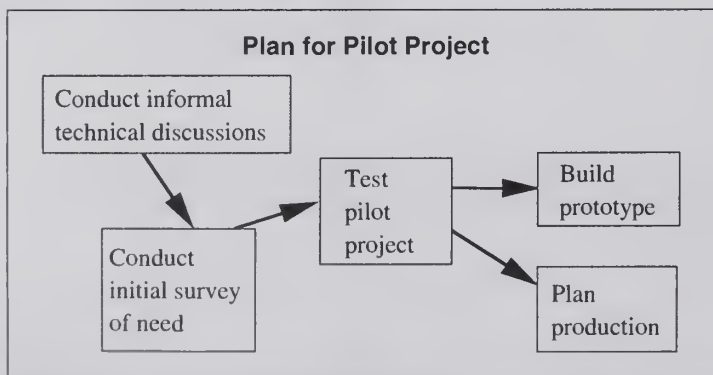 Plan for Pilot Project
Conduct informal
technical discussions
Conduct
initial survey
of need
Test
pilot
project
Build
prototype
Plan
production